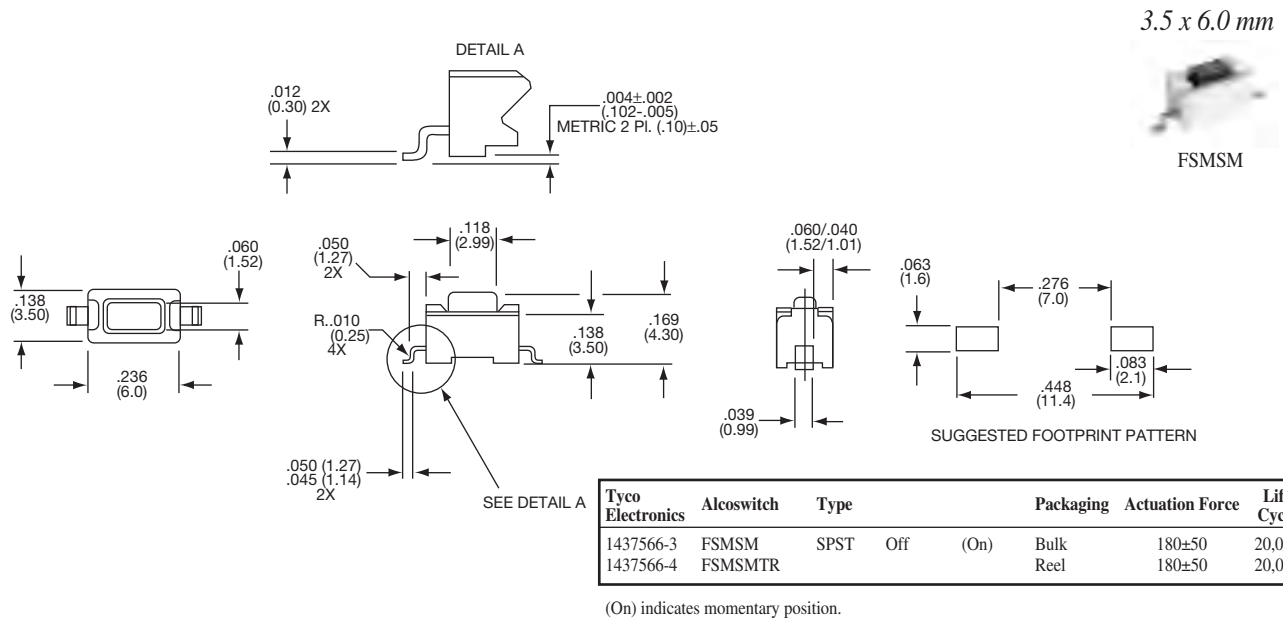 3.5 x 6.0 mm
DETAIL A
.012
(0.30) 2X
.004±.002
(.102-.005)
METRIC 2 Pl. (.10)±.05
FSMSM
.138
(3.50)
.236
(6.0)
.060
(1.52)
.050
(1.27)
2X
.118
(2.99)
R..010
(0.25)
4X
.138
(3.50)
.169
(4.30)
.050 (1.27)
.045 (1.14)
2X
SEE DETAIL A
.060/.040
(1.52/1.01)
.039
(0.99)
.063
(1.6)
.276
(7.0)
.083
(2.1)
.448
(11.4)
SUGGESTED FOOTPRINT PATTERN
Tyco Electronics Alcoswitch Type Packaging Actuation Force
1437566-3 FSMSM SPST Off (On) Bulk 180±50
1437566-4 FSMSMTR Reel 180±50
(On) indicates momentary position.